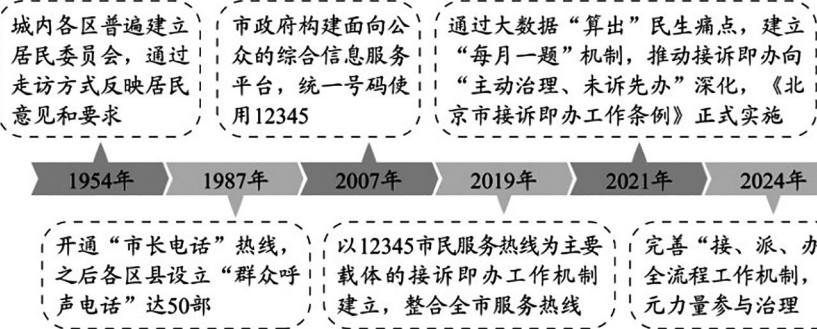 城内各区普遍建立
居民委员会，通过
走访方式反映居民
意见和要求
市政府构建面向公
众的综合信息服务
平台，统一号码使
用12345
通过大数据“算出”民生痛点，建立
“每月一题”机制，推动接诉即办向
“主动治理、未诉先办”深化，《北
京市接诉即办工作条例》正式实施
1954年
1987年
2007年
2019年
2021年
2024年
开通“市长电话”热线，
之后各区县设立“群众呼
声电话”达50部
以12345市民服务热线为主要
载体的接诉即办工作机制
建立，整合全市服务热线
完善“接、派、办
全流程工作机制，
元力量参与治理